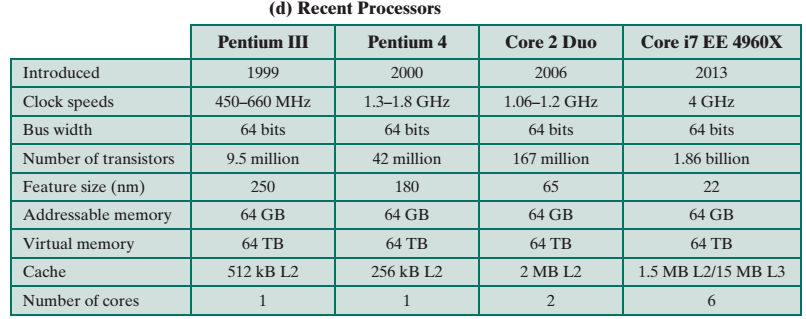 (d) Recent Processors
Pentium III Pentium 4 Core 2 Duo Core i7 EE 4960X
Introduced 1999 2000 2006 2013
Clock speeds 450–660 MHz 1.3–1.8 GHz 1.06–1.2 GHz 4 GHz
Bus width 64 bits 64 bits 64 bits 64 bits
Number of transistors 9.5 million 42 million 167 million 1.86 billion
Feature size (nm) 250 180 65 22
Addressable memory 64 GB 64 GB 64 GB 64 GB
Virtual memory 64 TB 64 TB 64 TB 64 TB
Cache 512 kB L2 256 kB L2 2 MB L2 1.5 MB L2/15 MB L3
Number of cores 1 1 2 6